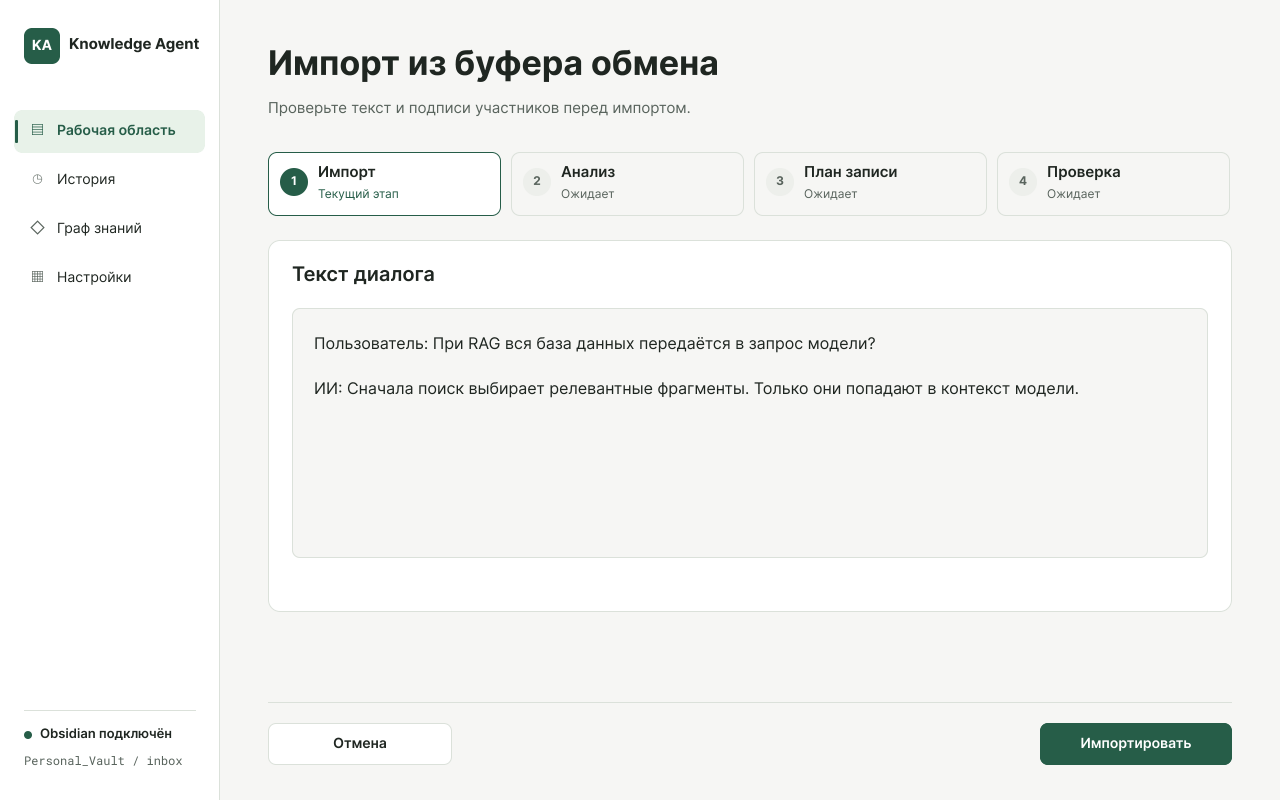 KA
Knowledge Agent
Рабочая область
История
Граф знаний
Настройки
Obsidian подключён
Personal_Vault / inbox
Импорт из буфера обмена
Проверьте текст и подписи участников перед импортом.
1
Импорт
Текущий этап
2
Анализ
Ожидает
3
План записи
Ожидает
4
Проверка
Ожидает
Текст диалога
Пользователь: При RAG вся база данных передаётся в запрос модели?
ИИ: Сначала поиск выбирает релевантные фрагменты. Только они попадают в контекст модели.
Отмена
Импортировать